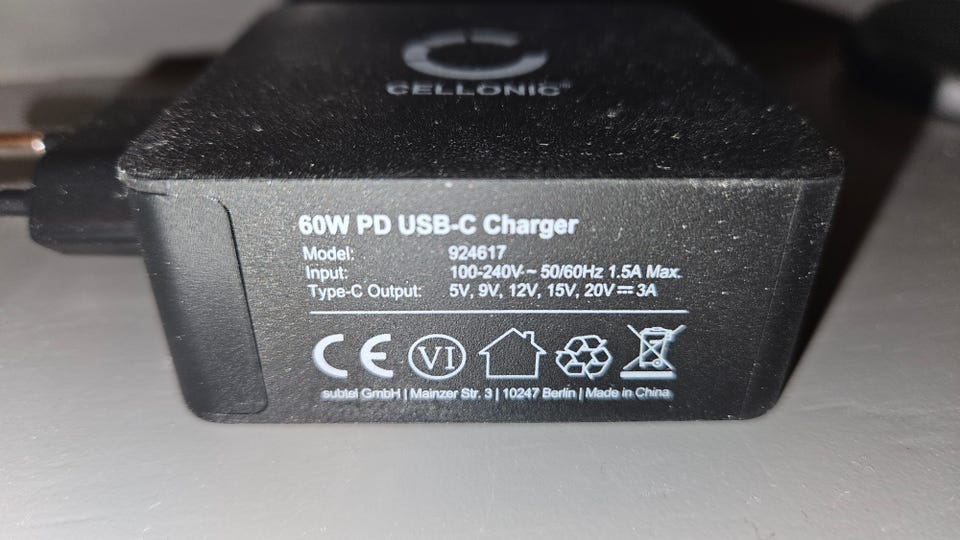 CELLONIC®
60W PD USB-C Charger
Model: 924617
Input: 100-240V~ 50/60Hz 1.5A Max.
Type-C Output: 5V, 9V, 12V, 15V, 20V⎓3A
CE VI
subtel GmbH | Mainzer Str. 3 | 10247 Berlin | Made in China